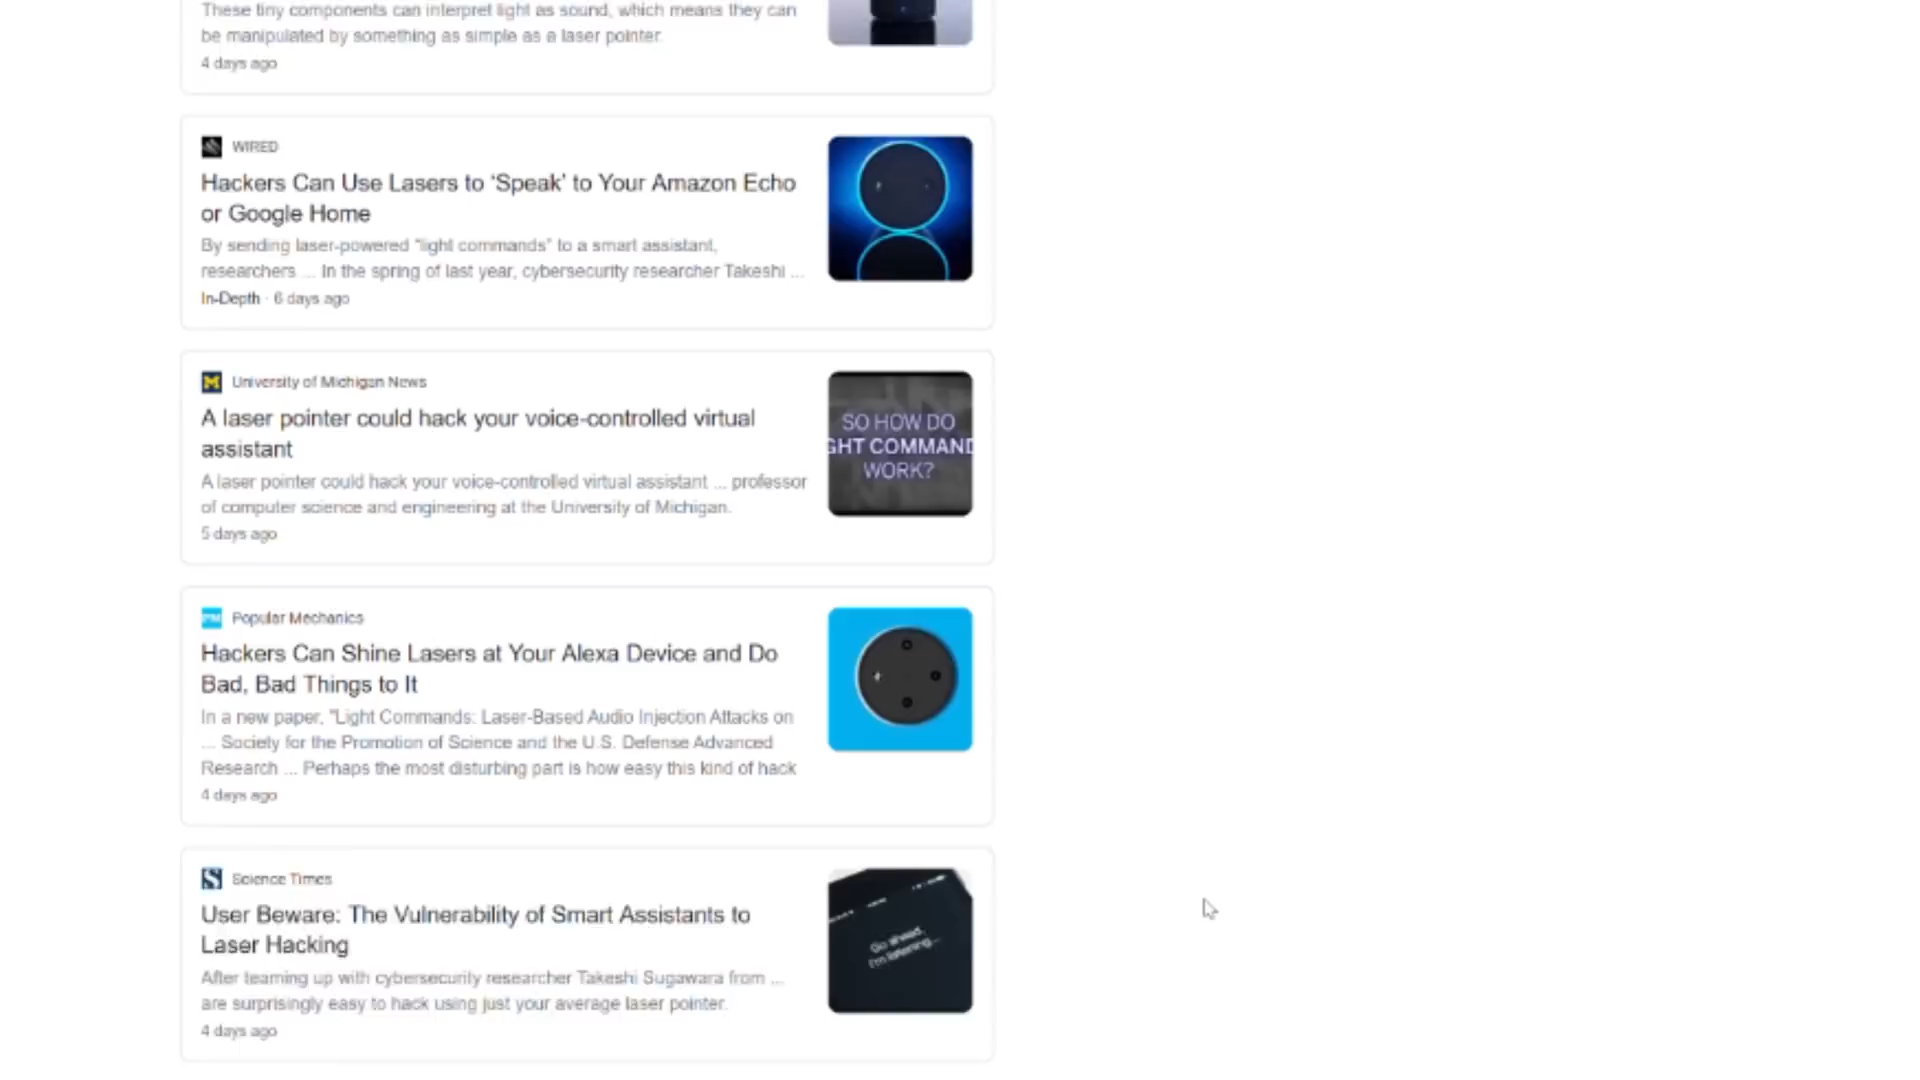 These tiny components can interpret light as sound, which means they can
be manipulated by something as simple as a laser pointer.
4 days ago
WIRED
Hackers Can Use Lasers to ‘Speak’ to Your Amazon Echo
or Google Home
By sending laser-powered “light commands” to a smart assistant,
researchers ... In the spring of last year, cybersecurity researcher Takeshi ...
In-Depth · 6 days ago
University of Michigan News
A laser pointer could hack your voice-controlled virtual
assistant
A laser pointer could hack your voice-controlled virtual assistant ... professor
of computer science and engineering at the University of Michigan.
5 days ago
SO HOW DO
GHT COMMAND
WORK?
PM Popular Mechanics
Hackers Can Shine Lasers at Your Alexa Device and Do
Bad, Bad Things to It
In a new paper, "Light Commands: Laser-Based Audio Injection Attacks on
... Society for the Promotion of Science and the U.S. Defense Advanced
Research ... Perhaps the most disturbing part is how easy this kind of hack
4 days ago
Science Times
User Beware: The Vulnerability of Smart Assistants to
Laser Hacking
After teaming up with cybersecurity researcher Takeshi Sugawara from ...
are surprisingly easy to hack using just your average laser pointer.
4 days ago
Go ahead,
I'm listening...